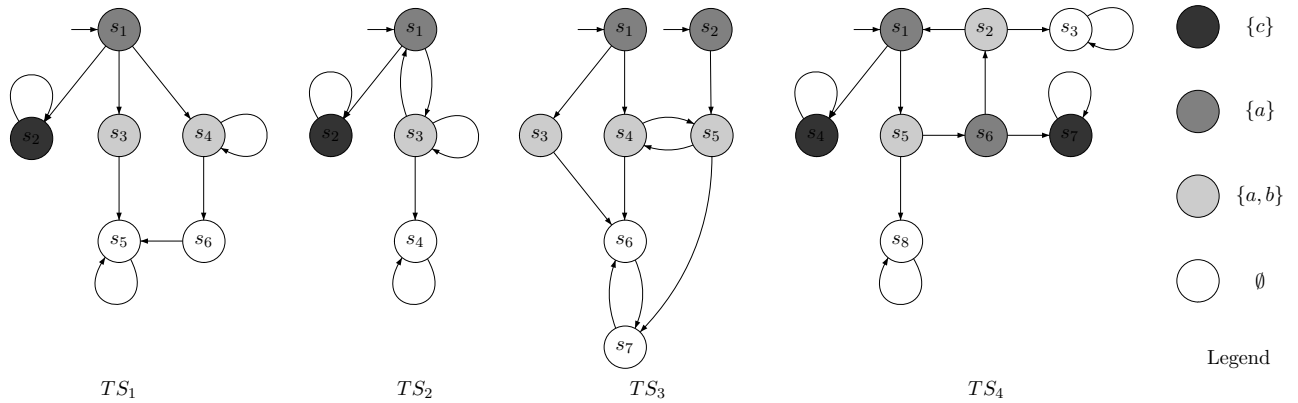 s₁ s₁ s₁ s₂ s₁ s₂ s₃ {c}
s₂ s₃ s₄ s₂ s₃ s₃ s₄ s₅ s₄ s₅ s₆ s₇ {a}
{a, b}
s₅ s₆ s₄ s₆ s₈ ∅
s₇ Legend
TS₁ TS₂ TS₃ TS₄